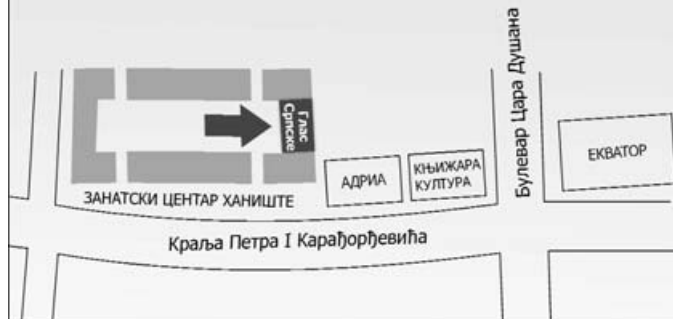 Глас
Српске
ЗАНАТСКИ ЦЕНТАР ХАНИШТЕ
АДРИА
КЊИЖАРА
КУЛТУРА
Булевар Цара Душана
ЕКВАТОР
Краља Петра I Карађорђевића